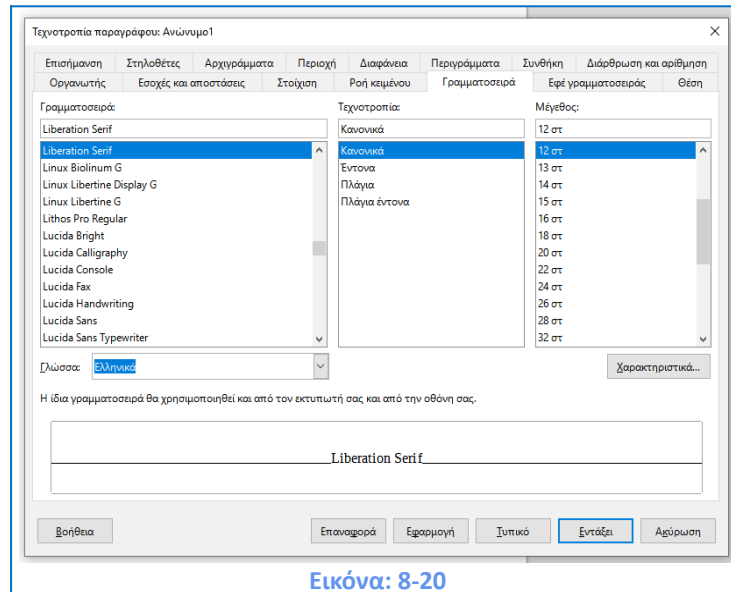 Τεχνοτροπία παραγράφου: Ανώνυμο1
Επισήμανση Στηλοθέτες Αρχιγράμματα Περιοχή Διαφάνεια Περιγράμματα Συνθήκη Διάρθρωση και αρίθμηση
Οργανωτής Εσοχές και αποστάσεις Στοίχιση Ροή κειμένου Γραμματοσειρά Εφέ γραμματοσειράς Θέση
Γραμματοσειρά: Τεχνοτροπία: Μέγεθος:
Liberation Serif Κανονικά 12 στ
Liberation Serif Κανονικά 12 στ
Linux Biolinum G Έντονα 13 στ
Linux Libertine Display G Πλάγια 14 στ
Linux Libertine G Πλάγια έντονα 15 στ
Lithos Pro Regular 16 στ
Lucida Bright 18 στ
Lucida Calligraphy 20 στ
Lucida Console 22 στ
Lucida Fax 24 στ
Lucida Handwriting 26 στ
Lucida Sans 28 στ
Lucida Sans Typewriter 32 στ
Γλώσσα: Ελληνικά Χαρακτηριστικά...
Η ίδια γραμματοσειρά θα χρησιμοποιηθεί και από τον εκτυπωτή σας και από την οθόνη σας.
Liberation Serif
Βοήθεια Επαναφορά Εφαρμογή Τυπικό Εντάξει Ακύρωση
Εικόνα: 8-20